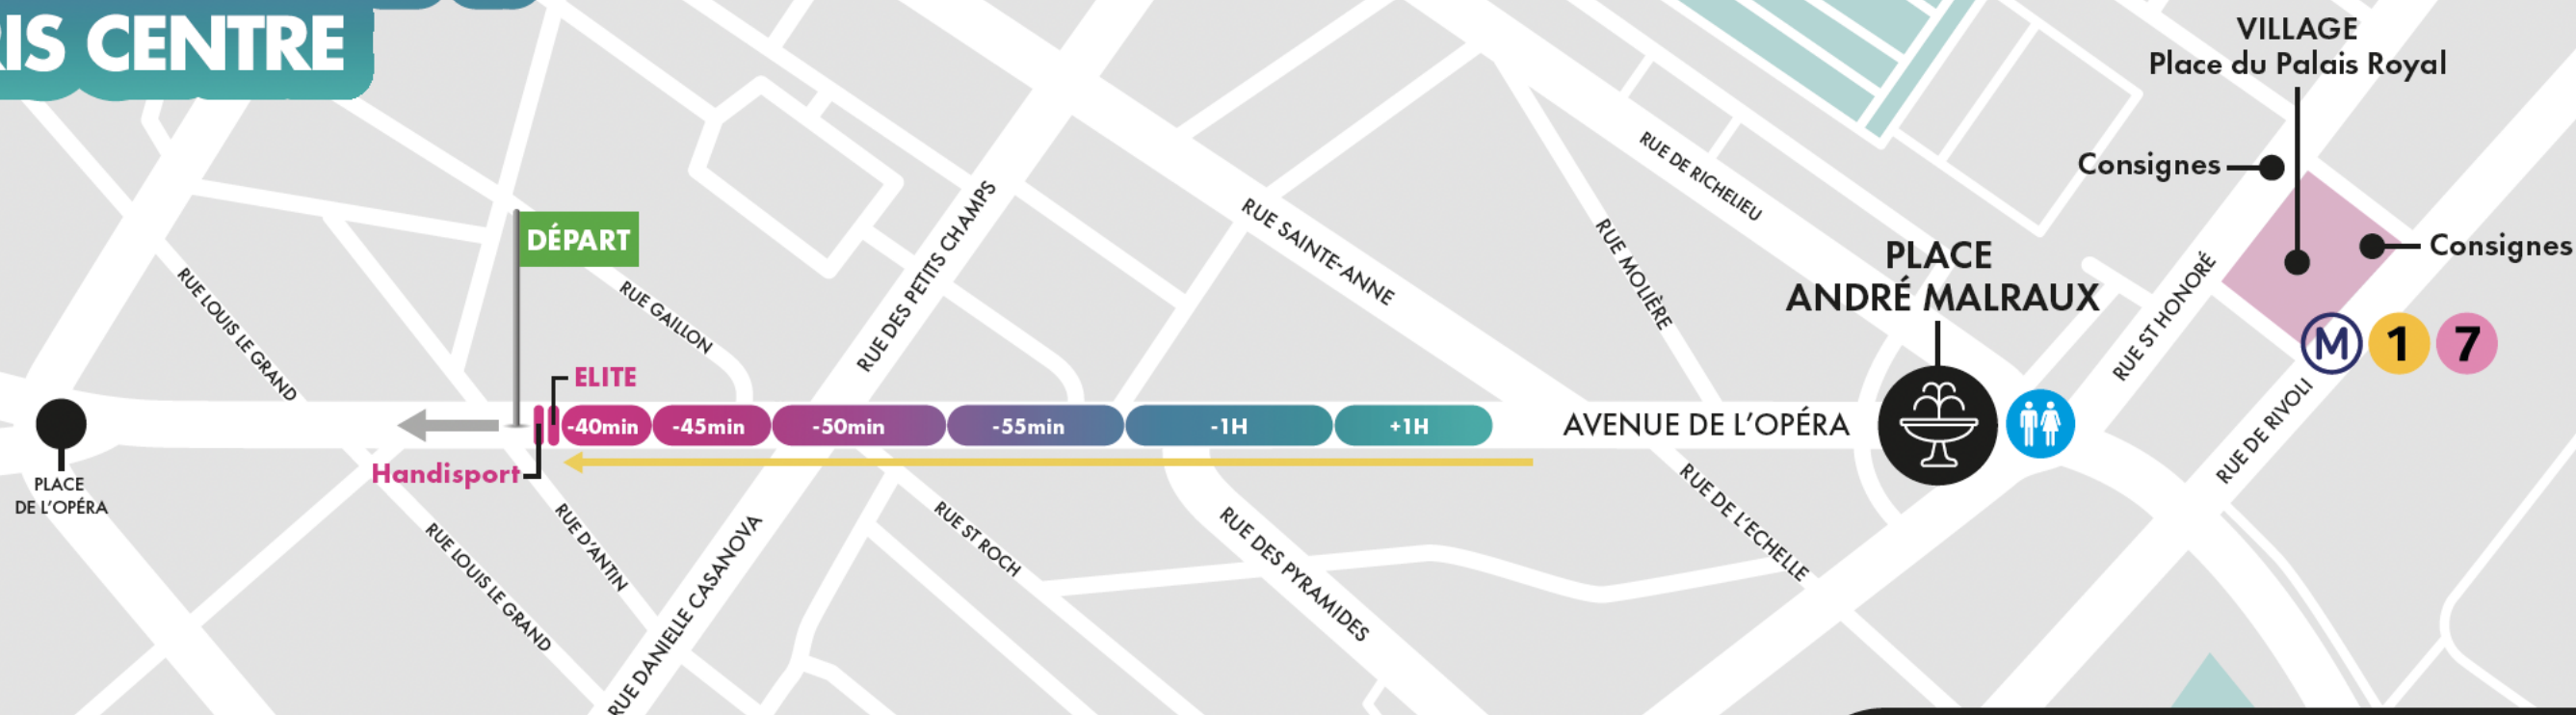 RIS CENTRE
VILLAGE
Place du Palais Royal
Consignes
Consignes
RUE DE RICHELIEU
RUE DES PETITS CHAMPS
RUE SAINTE-ANNE
RUE MOLIÈRE
DÉPART
PLACE
ANDRÉ MALRAUX
RUE ST HONORÉ
RUE LOUIS LE GRAND
RUE GAILLON
M 1 7
ELITE
-40min -45min -50min -55min -1H +1H
AVENUE DE L'OPÉRA
RUE DE RIVOLI
Handisport
PLACE
DE L'OPÉRA
RUE LOUIS LE GRAND
RUE D'ANTIN
RUE DANIELLE CASANOVA
RUE ST ROCH
RUE DES PYRAMIDES
RUE DE L'ECHELLE